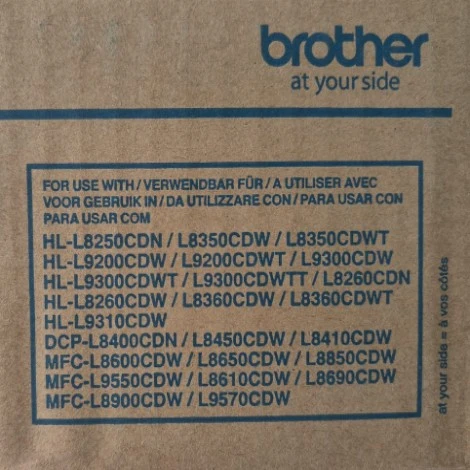 brother
at your side
FOR USE WITH / VERWENDBAR FÜR / A UTILISER AVEC
VOOR GEBRUIK IN / DA UTILIZZARE CON / PARA USAR CON
PARA USAR COM
HL-L8250CDN / L8350CDW / L8350CDWT
HL-L9200CDW / L9200CDWT / L9300CDW
HL-L9300CDWT / L9300CDWTT / L8260CDN
HL-L8260CDW / L8360CDW / L8360CDWT
HL-L9310CDW
DCP-L8400CDN / L8450CDW / L8410CDW
MFC-L8600CDW / L8650CDW / L8850CDW
MFC-L9550CDW / L8610CDW / L8690CDW
MFC-L8900CDW / L9570CDW
at your side = à vos côtés